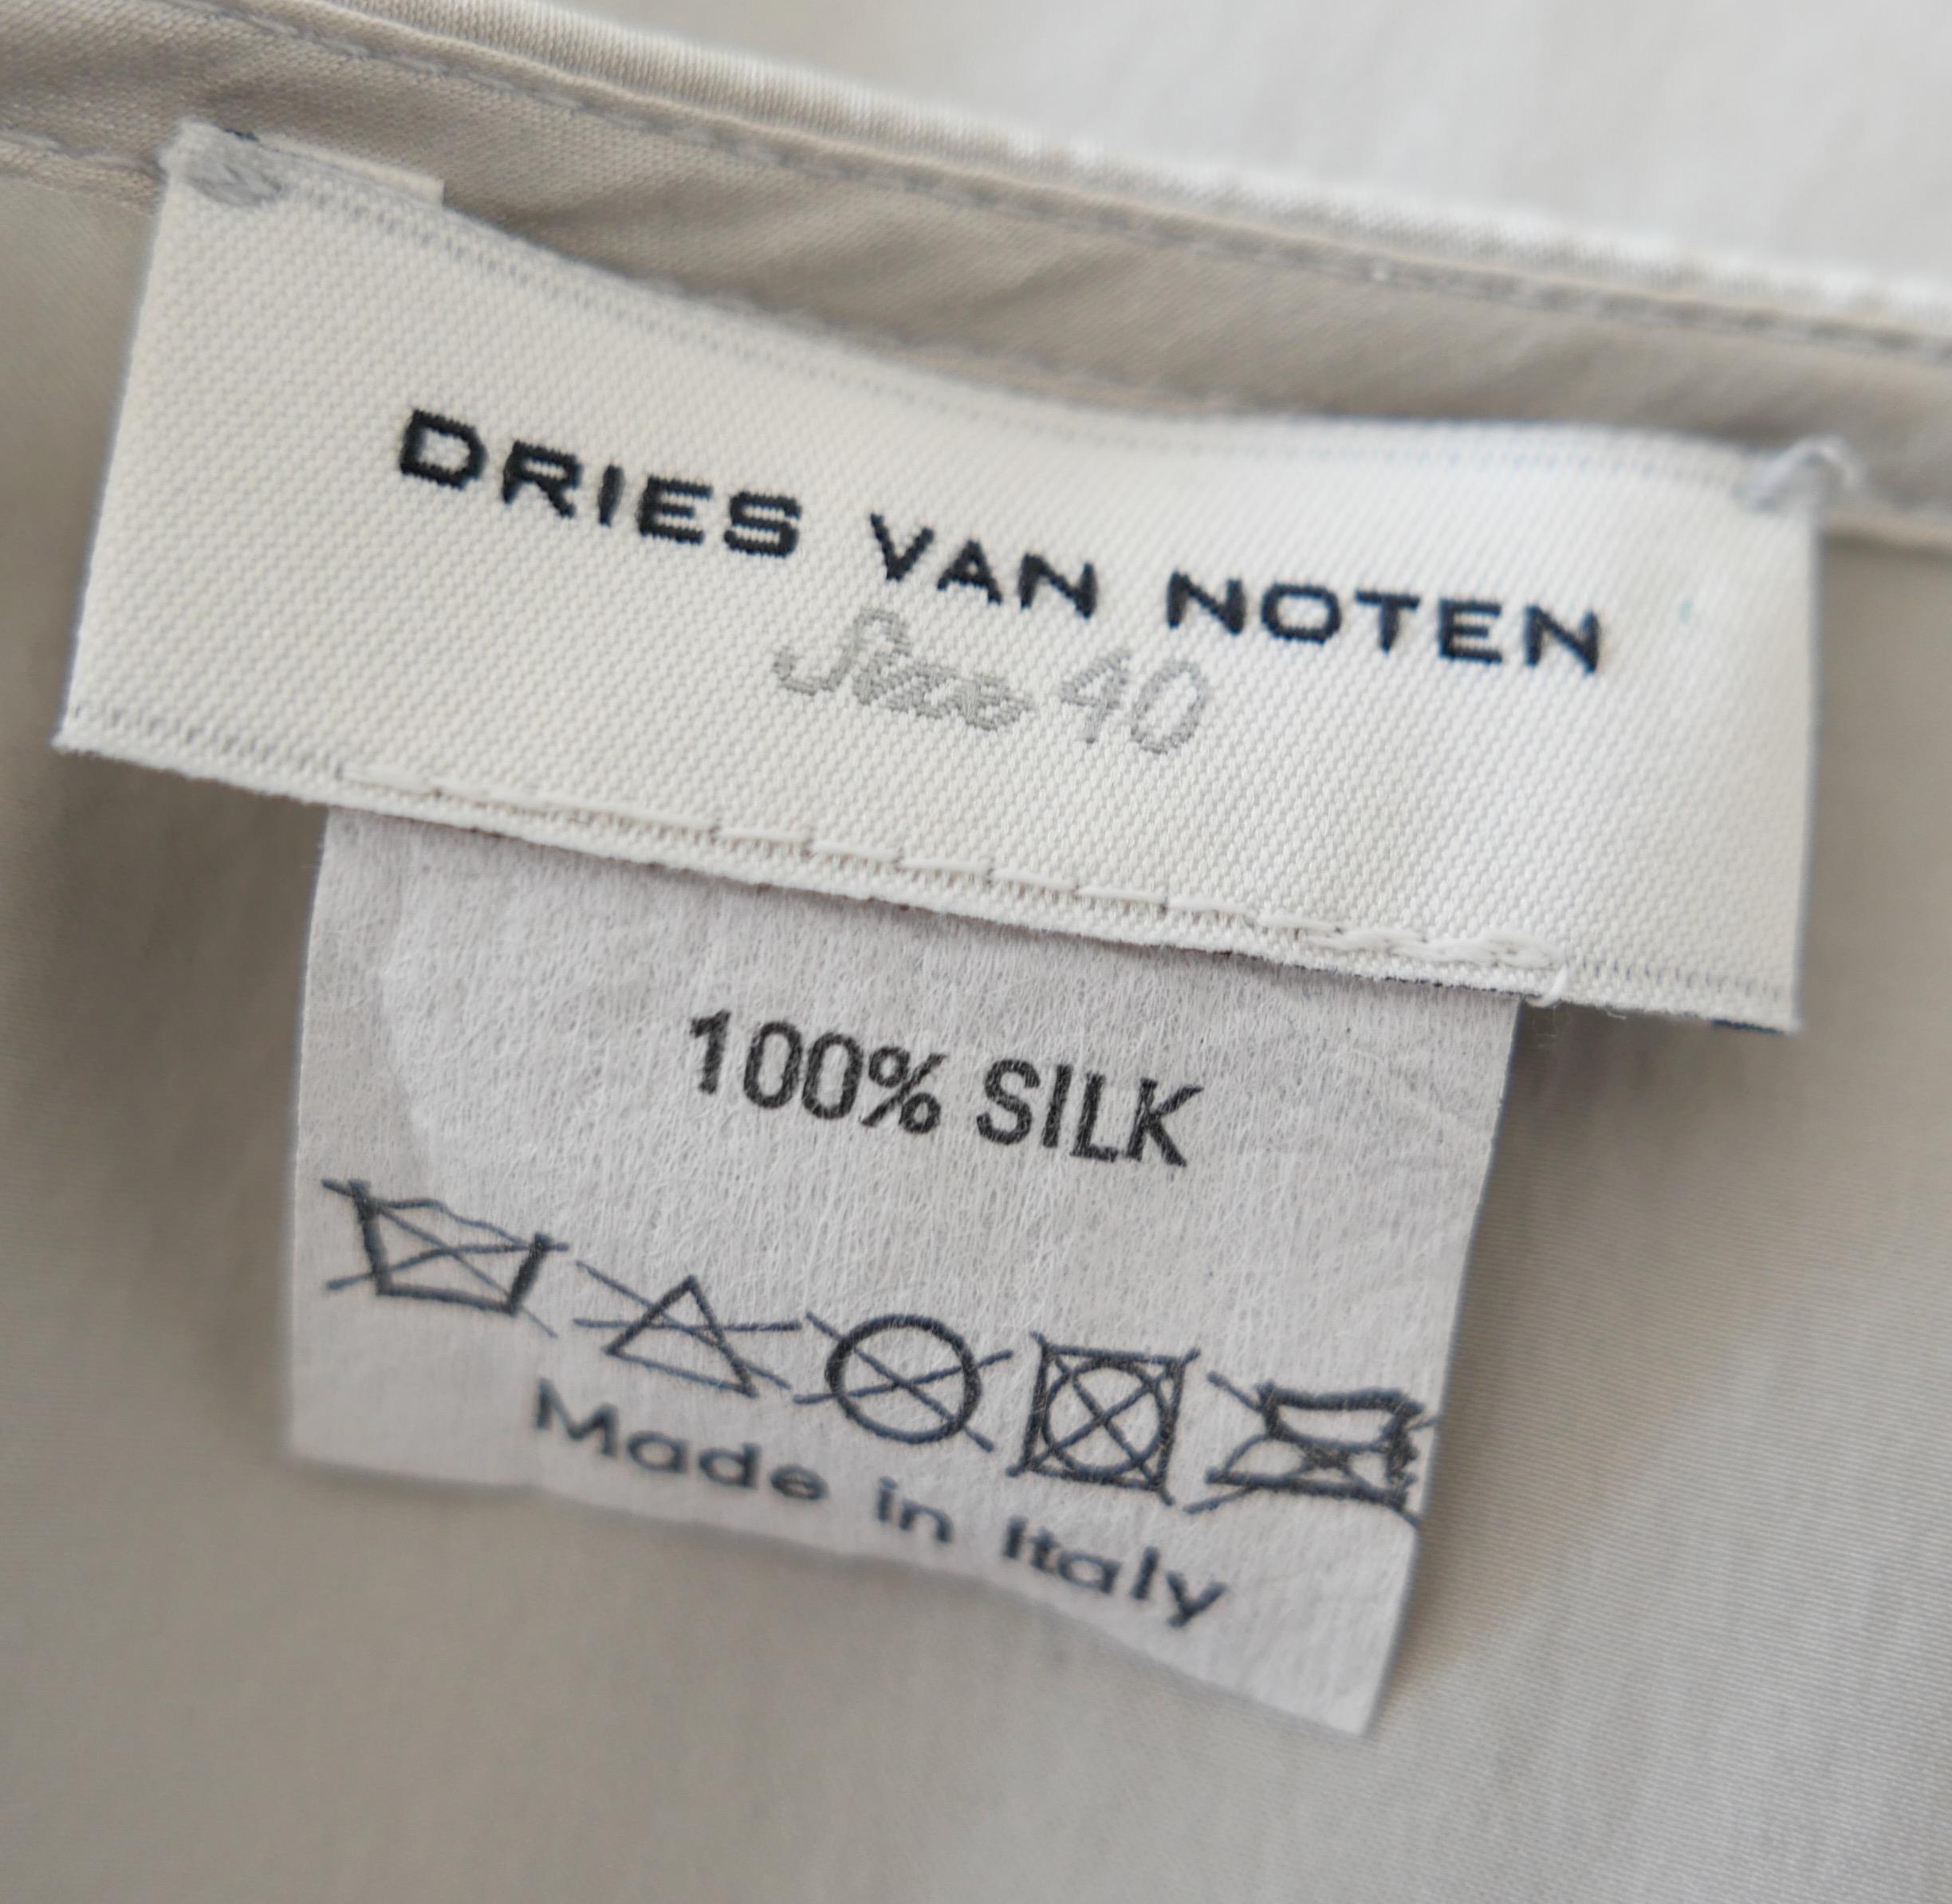 DRIES VAN NOTEN
Size 40
100% SILK
Made in Italy